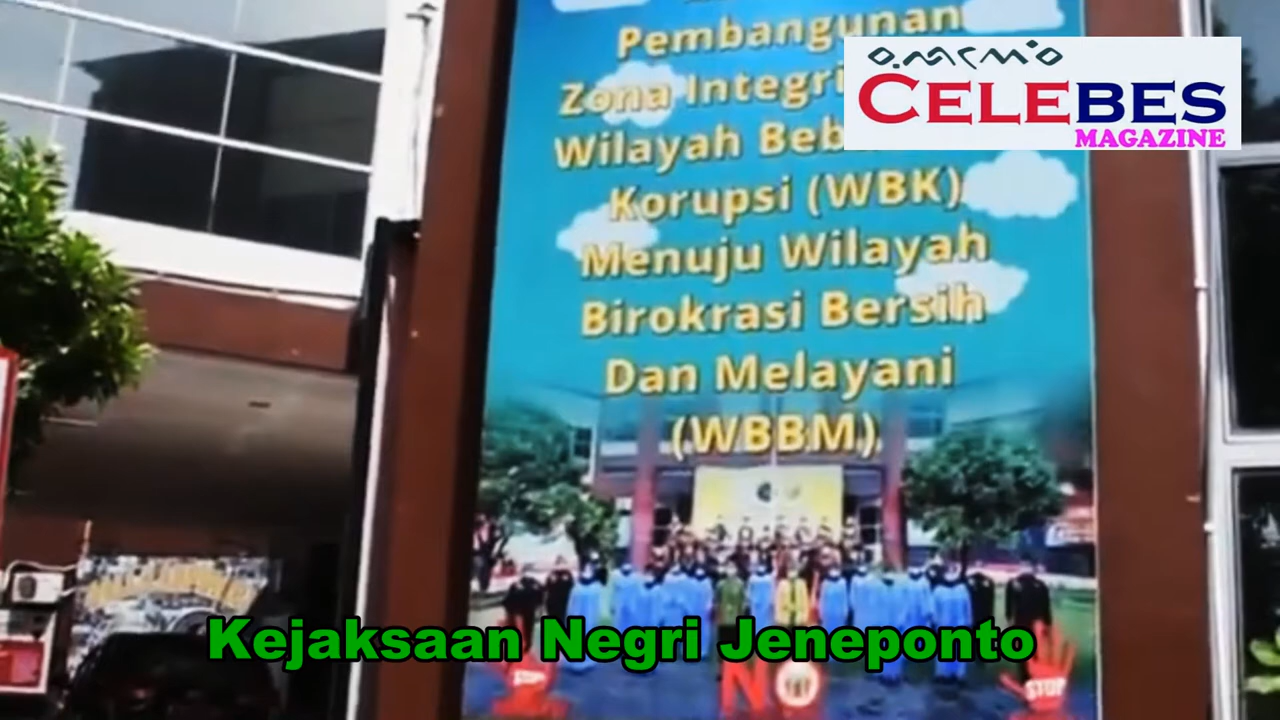 Pembangunan
Zona Integri
Wilayah Beb
Korupsi (WBK)
Menuju Wilayah
Birokrasi Bersih
Dan Melayani
(WBBM)
CELEBES
MAGAZINE
Kejaksaan Negri Jeneponto
STOP
NO
STOP